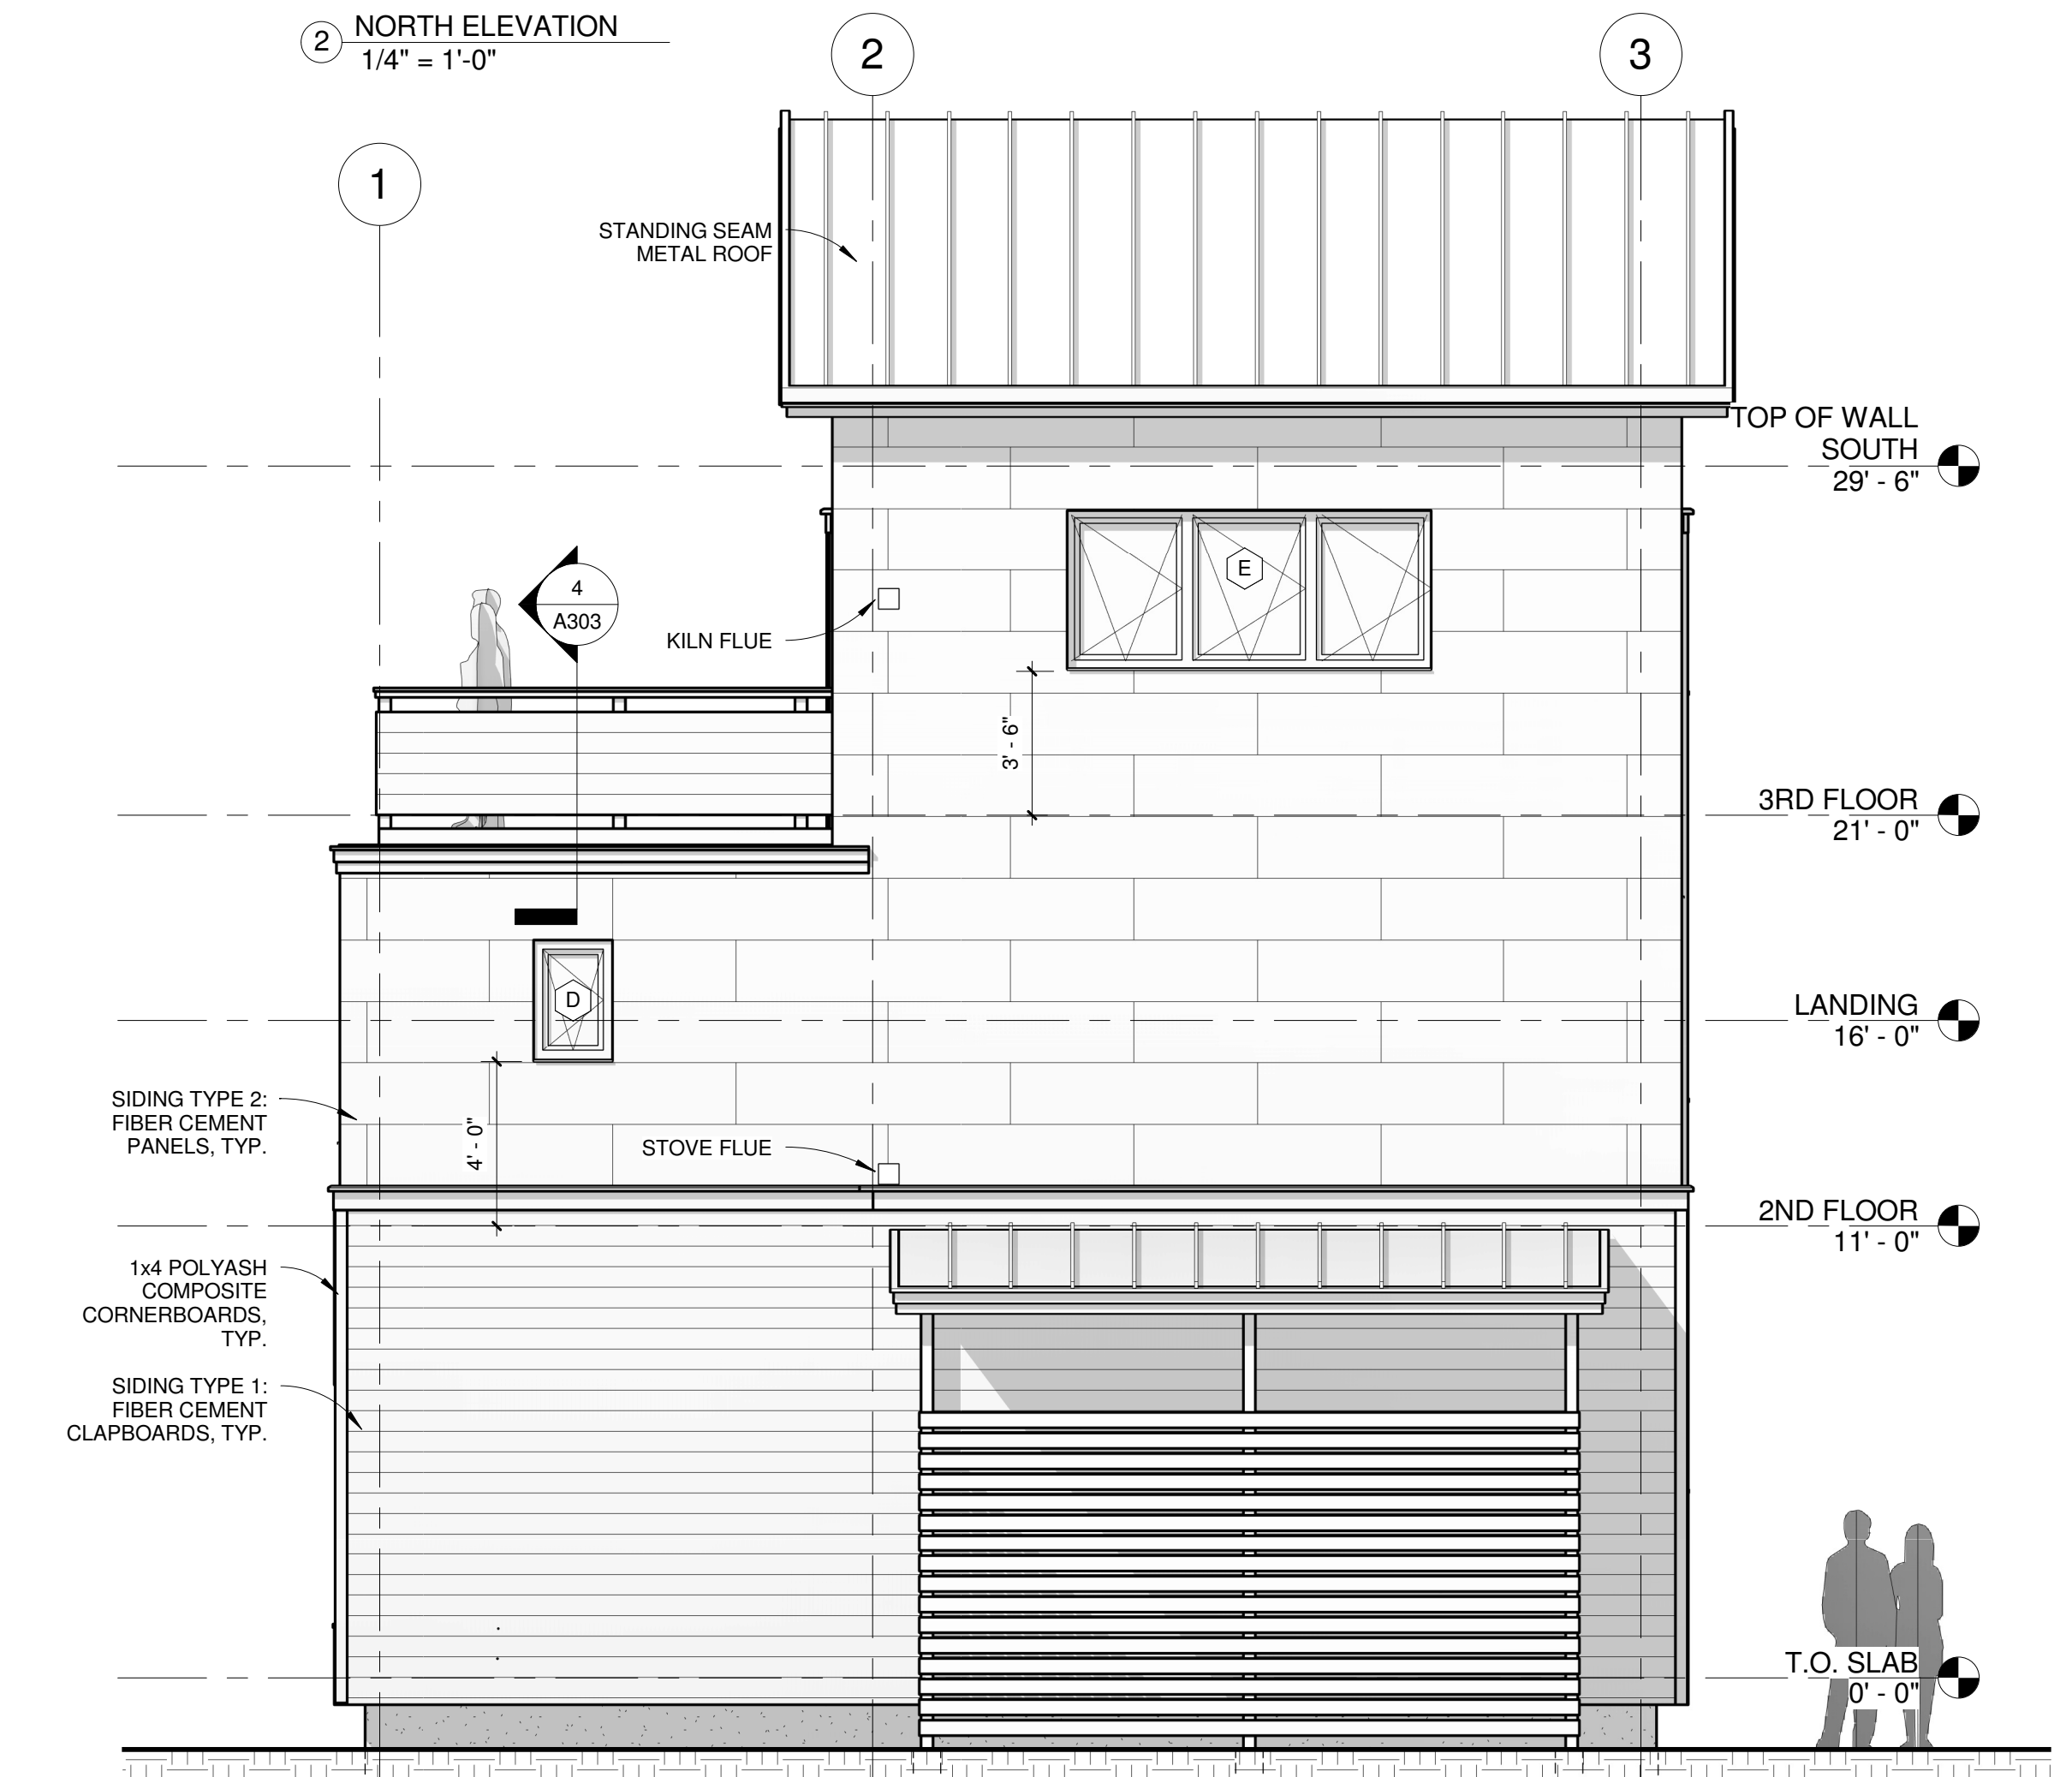 2
NORTH ELEVATION
1/4" = 1'-0"
2
3
1
STANDING SEAM
METAL ROOF
TOP OF WALL
SOUTH
29' - 6"
4
A303
E
KILN FLUE
3' - 6"
3RD FLOOR
21' - 0"
D
LANDING
16' - 0"
SIDING TYPE 2:
FIBER CEMENT
PANELS, TYP.
4' - 0"
STOVE FLUE
2ND FLOOR
11' - 0"
1x4 POLYASH
COMPOSITE
CORNERBOARDS,
TYP.
SIDING TYPE 1:
FIBER CEMENT
CLAPBOARDS, TYP.
T.O. SLAB
0' - 0"